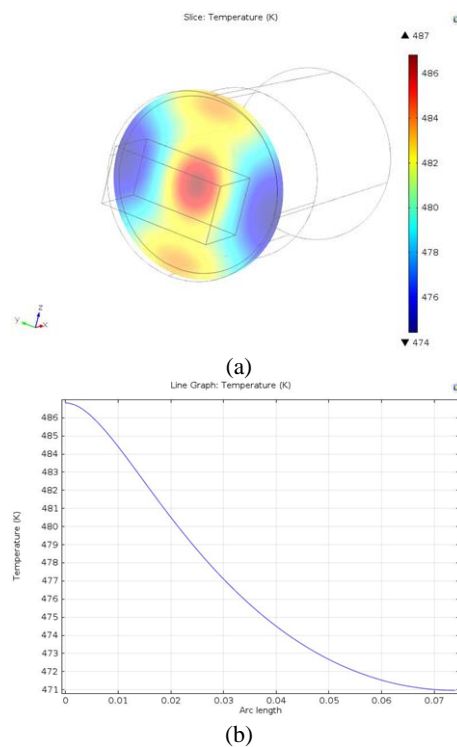 Slice: Temperature (K)
▲ 487
486
484
482
480
478
476
▼ 474
z
y
x
(a)
Line Graph: Temperature (K)
486
485
484
483
482
481
480
479
478
477
476
475
474
473
472
471
Temperature (K)
0 0.01 0.02 0.03 0.04 0.05 0.06 0.07
Arc length
(b)